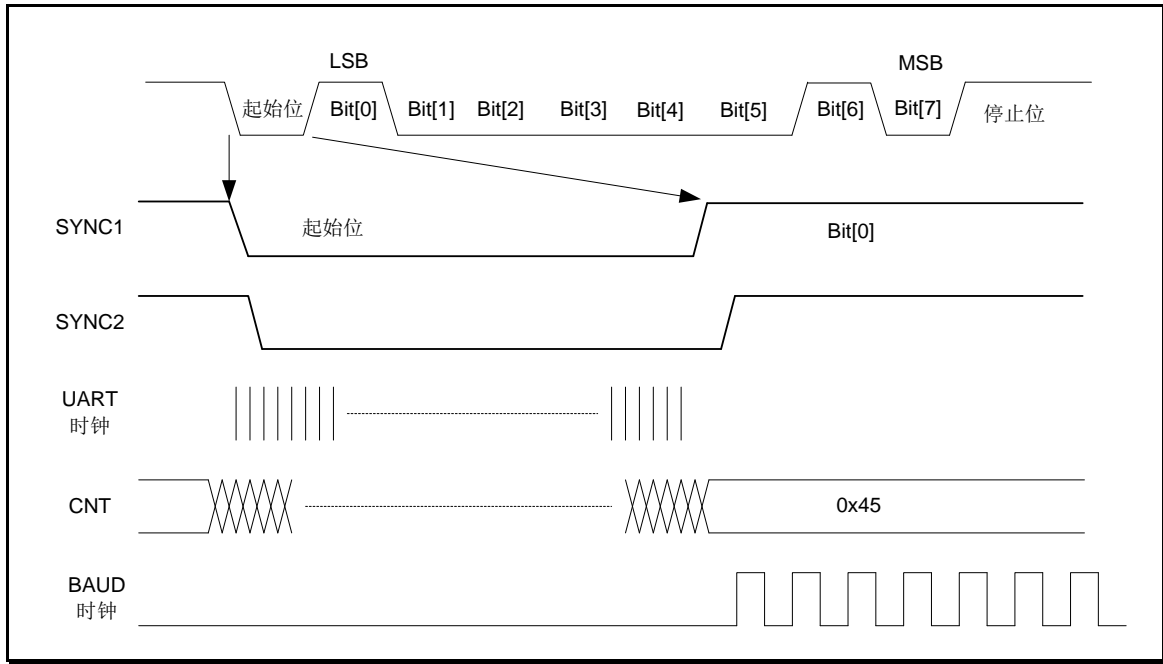 LSB
MSB
起始位
Bit[0]
Bit[1]
Bit[2]
Bit[3]
Bit[4]
Bit[5]
Bit[6]
Bit[7]
停止位
SYNC1
起始位
Bit[0]
SYNC2
UART
时钟
CNT
0x45
BAUD
时钟